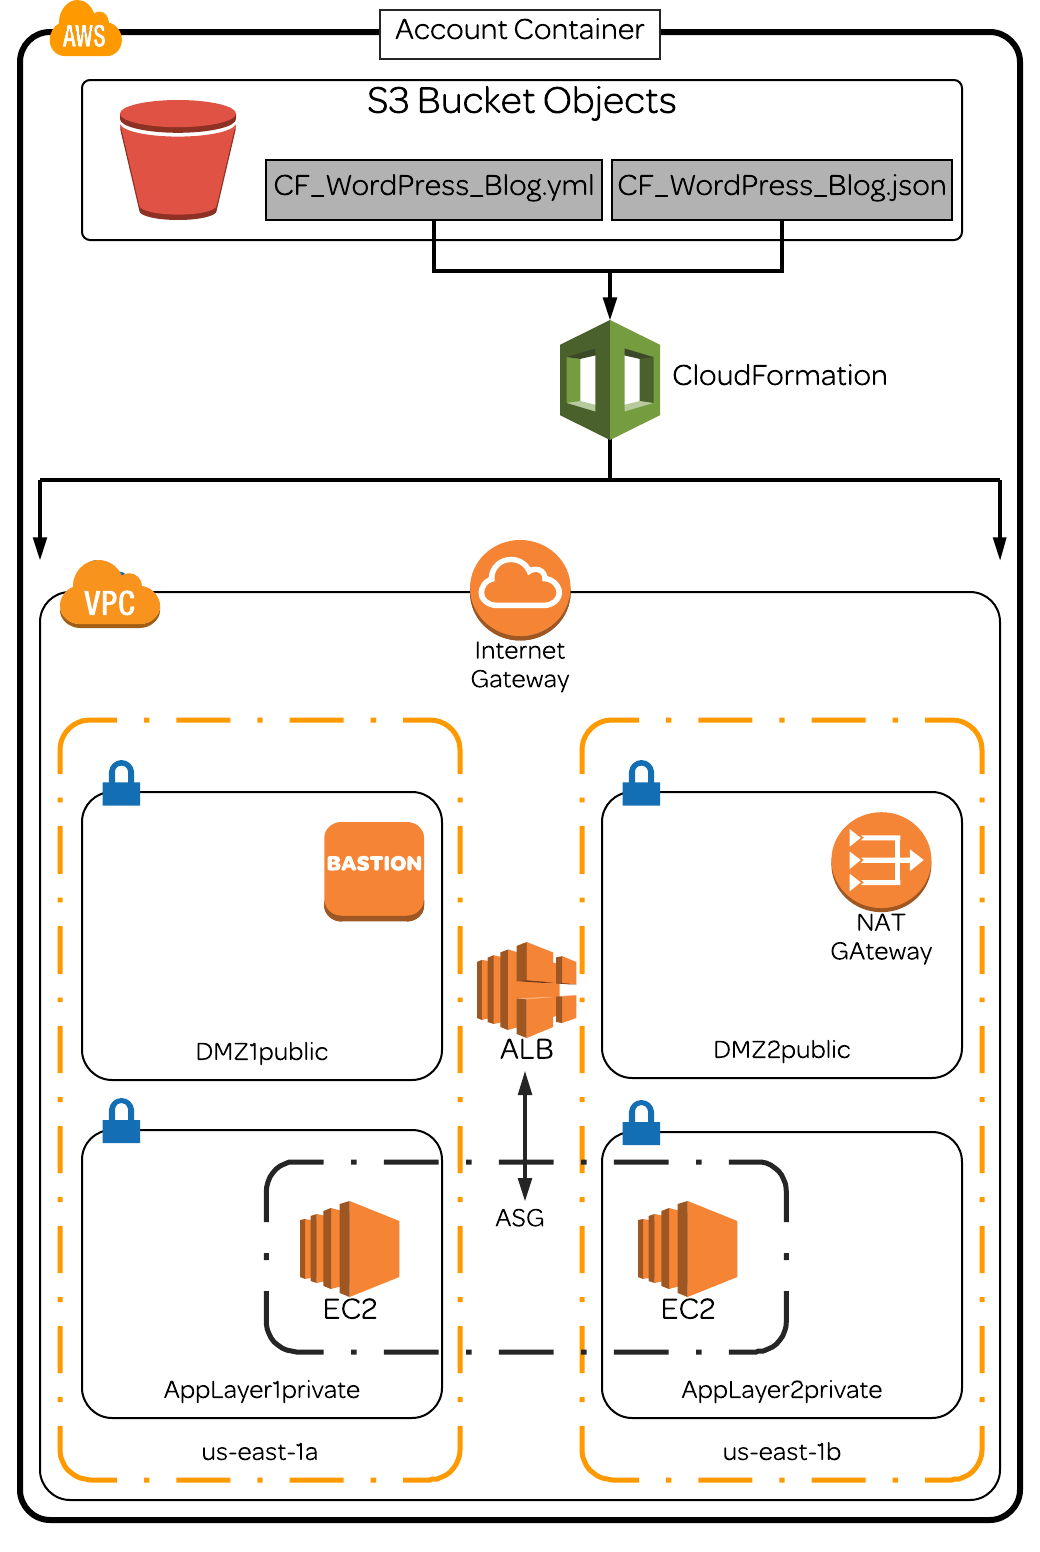 AWS
Account Container
S3 Bucket Objects
CF_WordPress_Blog.yml
CF_WordPress_Blog.json
CloudFormation
VPC
Internet
Gateway
BASTION
NAT
GAteway
DMZ1public
ALB
DMZ2public
ASG
EC2
EC2
AppLayer1private
AppLayer2private
us-east-1a
us-east-1b